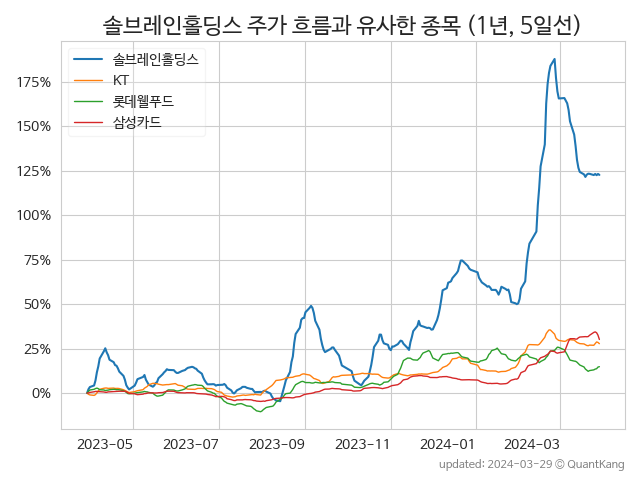 솔브레인홀딩스 주가 흐름과 유사한 종목 (1년, 5일선)
솔브레인홀딩스
KT
롯데웰푸드
삼성카드
175%
150%
125%
100%
75%
50%
25%
0%
2023-05 2023-07 2023-09 2023-11 2024-01 2024-03
updated: 2024-03-29 © QuantKang